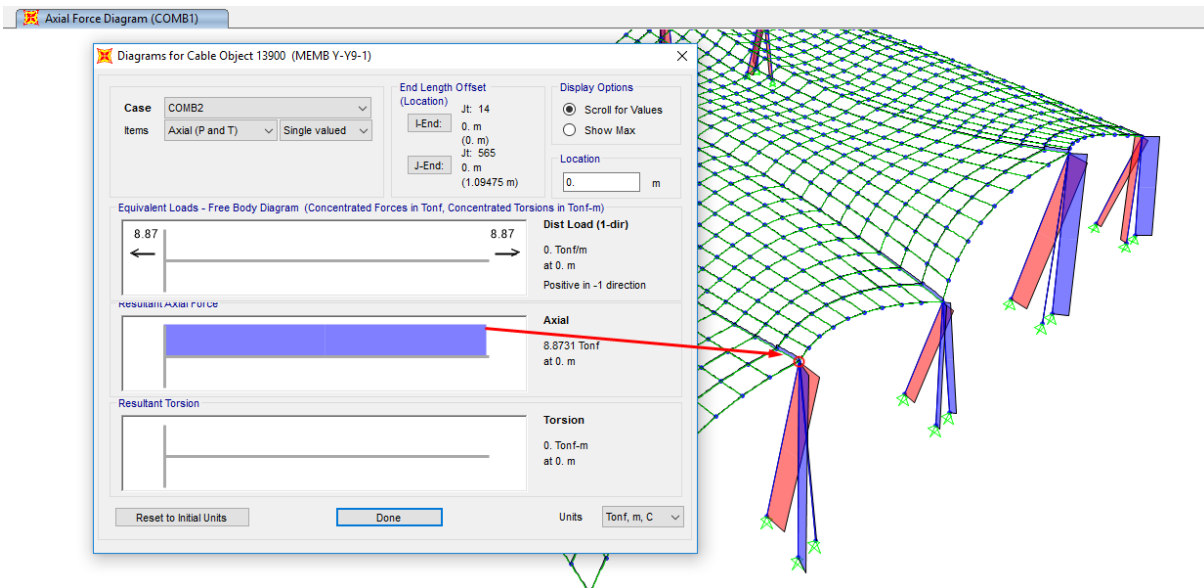 Axial Force Diagram (COMB1)
Diagrams for Cable Object 13900 (MEMB Y-Y9-1)
Case COMB2
Items Axial (P and T) Single valued
End Length Offset
(Location)
Jt: 14
I-End: 0. m
(0. m)
Jt: 565
J-End: 0. m
(1.09475 m)
Display Options
Scroll for Values
Show Max
Location
0. m
Equivalent Loads - Free Body Diagram (Concentrated Forces in Tonf, Concentrated Torsions in Tonf-m)
8.87 8.87
Dist Load (1-dir)
0. Tonf/m
at 0. m
Positive in -1 direction
Resultant Axial Force
Axial
8.8731 Tonf
at 0. m
Resultant Torsion
Torsion
0. Tonf-m
at 0. m
Reset to Initial Units Done Units Tonf, m, C